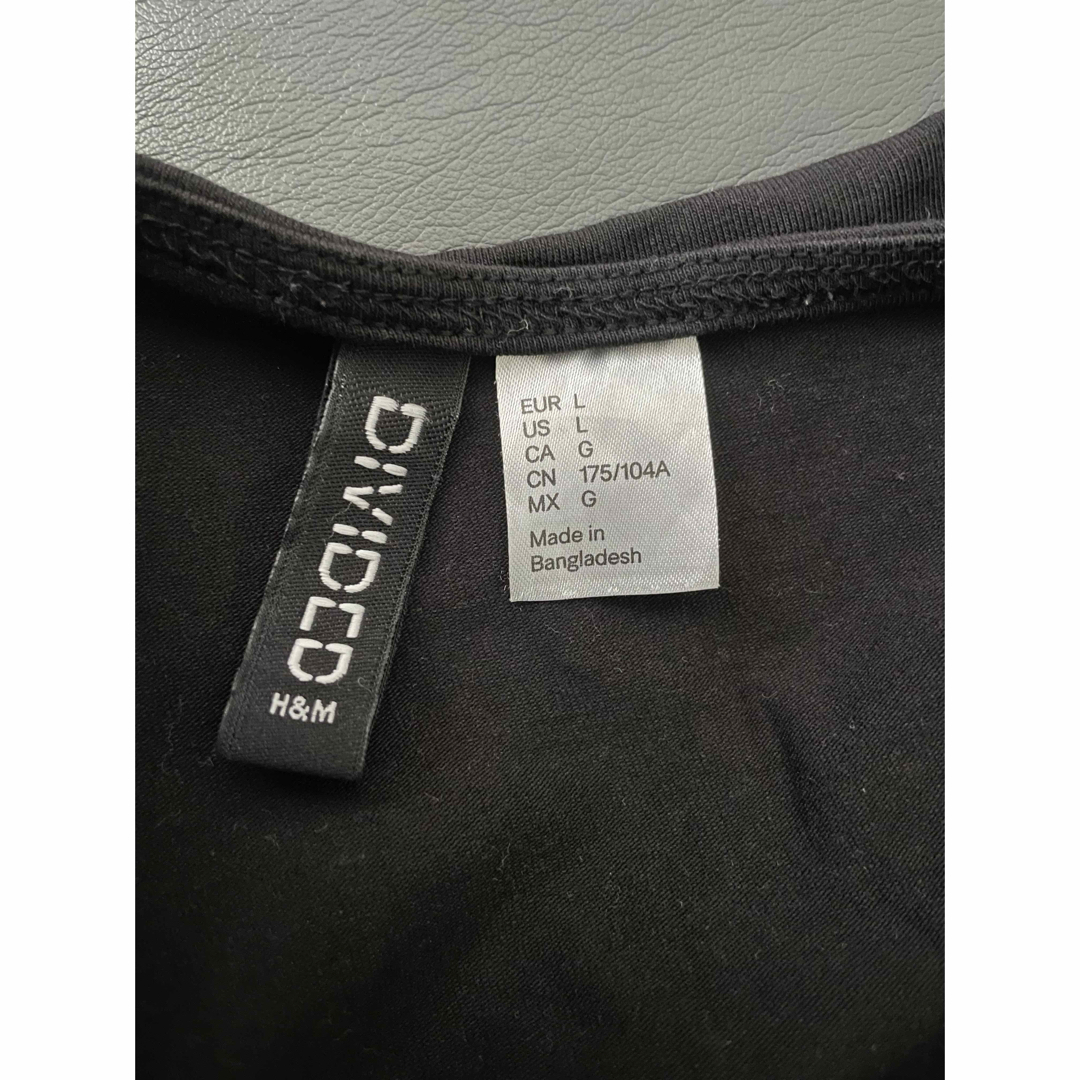 DIVIDED
H&M
EUR L
US L
CA G
CN 175/104A
MX G
Made in
Bangladesh